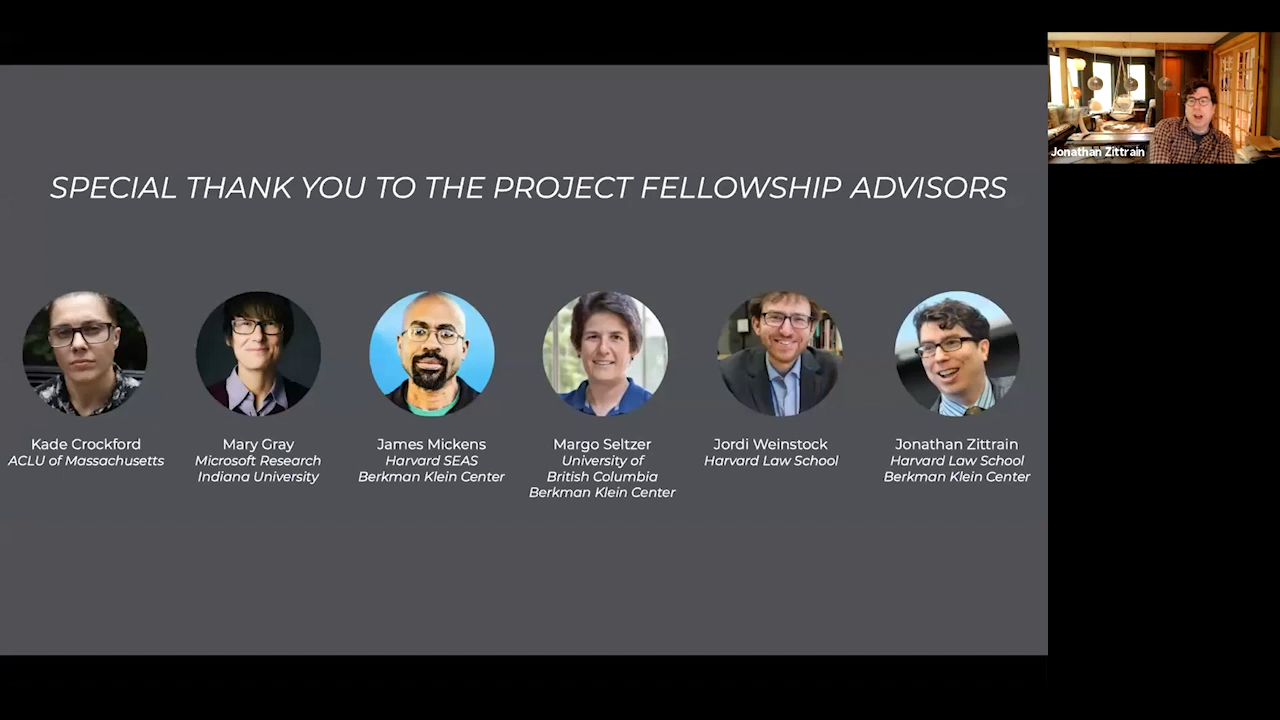 SPECIAL THANK YOU TO THE PROJECT FELLOWSHIP ADVISORS
Jonathan Zittrain
Kade Crockford
ACLU of Massachusetts
Mary Gray
Microsoft Research
Indiana University
James Mickens
Harvard SEAS
Berkman Klein Center
Margo Seltzer
University of
British Columbia
Berkman Klein Center
Jordi Weinstock
Harvard Law School
Jonathan Zittrain
Harvard Law School
Berkman Klein Center